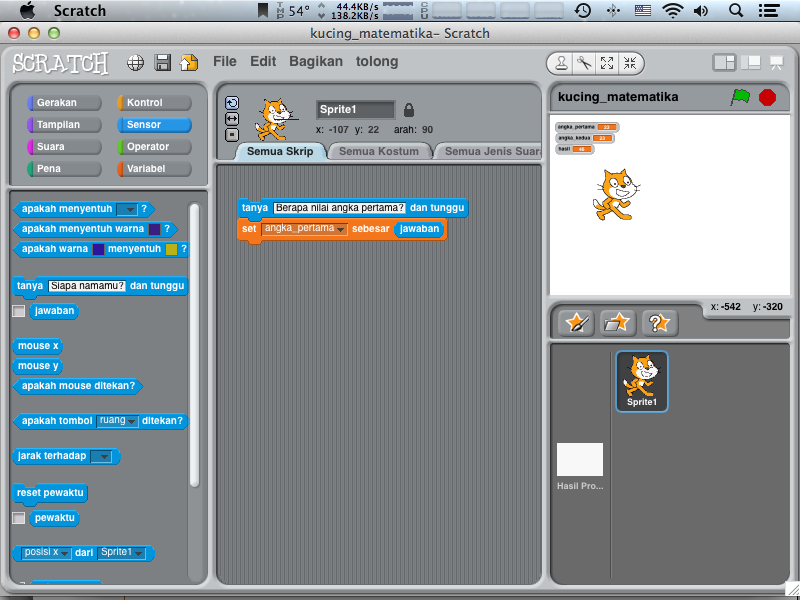 Scratch
54°
44.4KB/s
138.2KB/s
kucing_matematika– Scratch
SCRATCH
File Edit Bagikan tolong
Gerakan Kontrol
Tampilan Sensor
Suara Operator
Pena Variabel
Sprite1
x: -107 y: 22 arah: 90
Semua Skrip Semua Kostum Semua Jenis Suar
kucing_matematika
angka_pertama
angka_kedua
hasil
apakah menyentuh ?
apakah menyentuh warna ?
apakah warna menyentuh ?
tanya Siapa namamu? dan tunggu
jawaban
mouse x
mouse y
apakah mouse ditekan?
apakah tombol ruang ditekan?
jarak terhadap
reset pewaktu
pewaktu
posisi x dari Sprite1
tanya Berapa nilai angka pertama? dan tunggu
set angka_pertama sebesar jawaban
x: -542 y: -320
Sprite1
Hasil Pro...